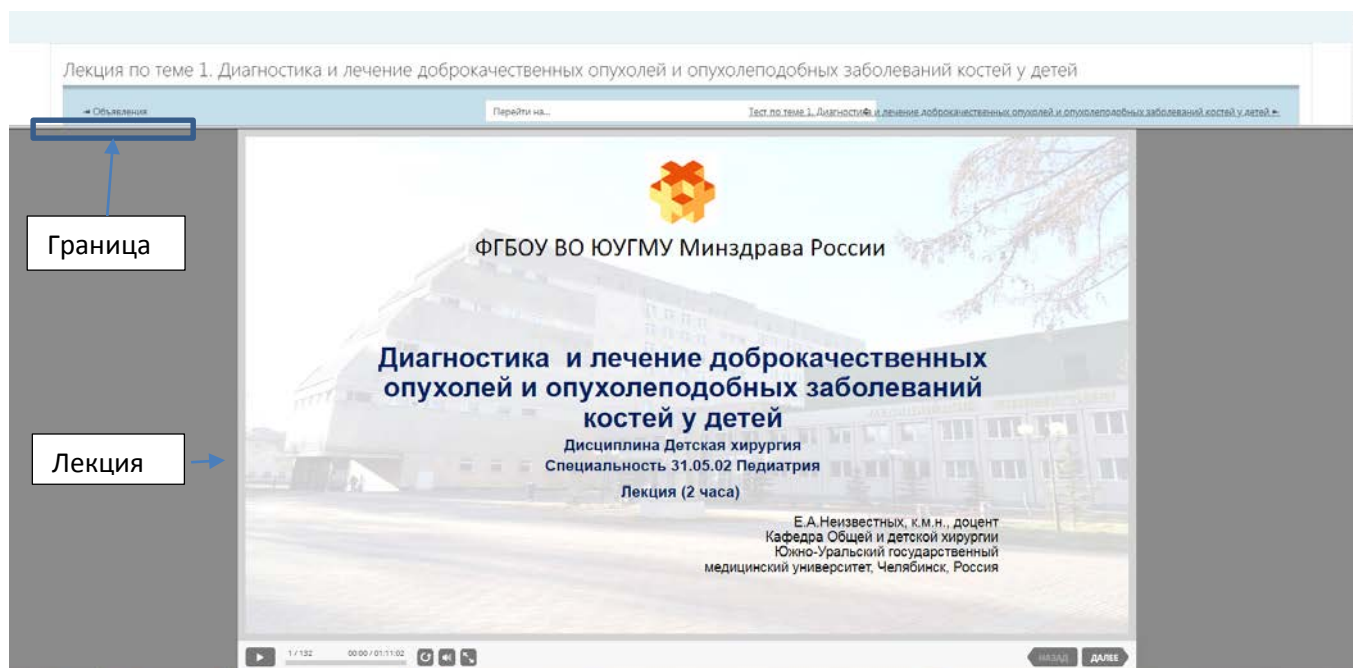 Лекция по теме 1. Диагностика и лечение доброкачественных опухолей и опухолеподобных заболеваний костей у детей
◄ Объявления
Перейти на...
Тест по теме 1. Диагностика и лечение доброкачественных опухолей и опухолеподобных заболеваний костей у детей ►
Граница
ФГБОУ ВО ЮУГМУ Минздрава России
Диагностика и лечение доброкачественных
опухолей и опухолеподобных заболеваний
костей у детей
Дисциплина Детская хирургия
Специальность 31.05.02 Педиатрия
Лекция
Лекция (2 часа)
Е.А.Неизвестных, к.м.н., доцент
Кафедра Общей и детской хирургии
Южно-Уральский государственный
медицинский университет, Челябинск, Россия
1 / 132
00:00 / 01:11:02
НАЗАД
ДАЛЕЕ